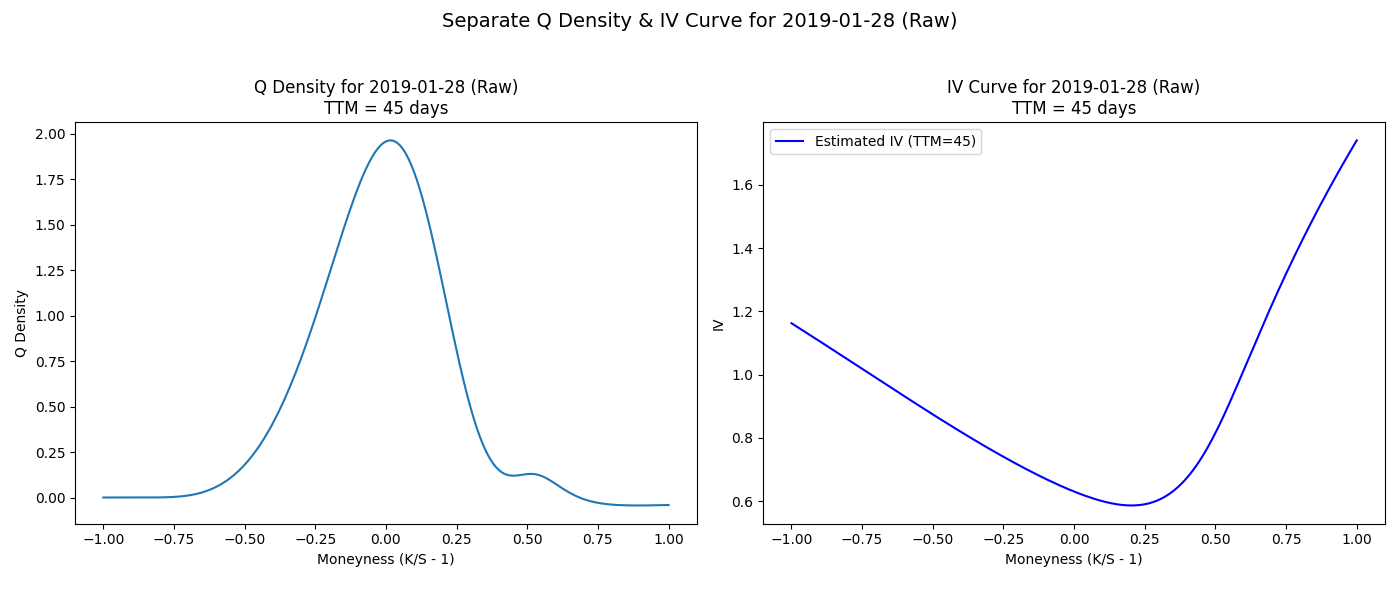 Separate Q Density & IV Curve for 2019-01-28 (Raw)
Q Density for 2019-01-28 (Raw)
TTM = 45 days
Q Density
2.00
1.75
1.50
1.25
1.00
0.75
0.50
0.25
0.00
−1.00 −0.75 −0.50 −0.25 0.00 0.25 0.50 0.75 1.00
Moneyness (K/S - 1)
IV Curve for 2019-01-28 (Raw)
TTM = 45 days
Estimated IV (TTM=45)
IV
1.6
1.4
1.2
1.0
0.8
0.6
−1.00 −0.75 −0.50 −0.25 0.00 0.25 0.50 0.75 1.00
Moneyness (K/S - 1)